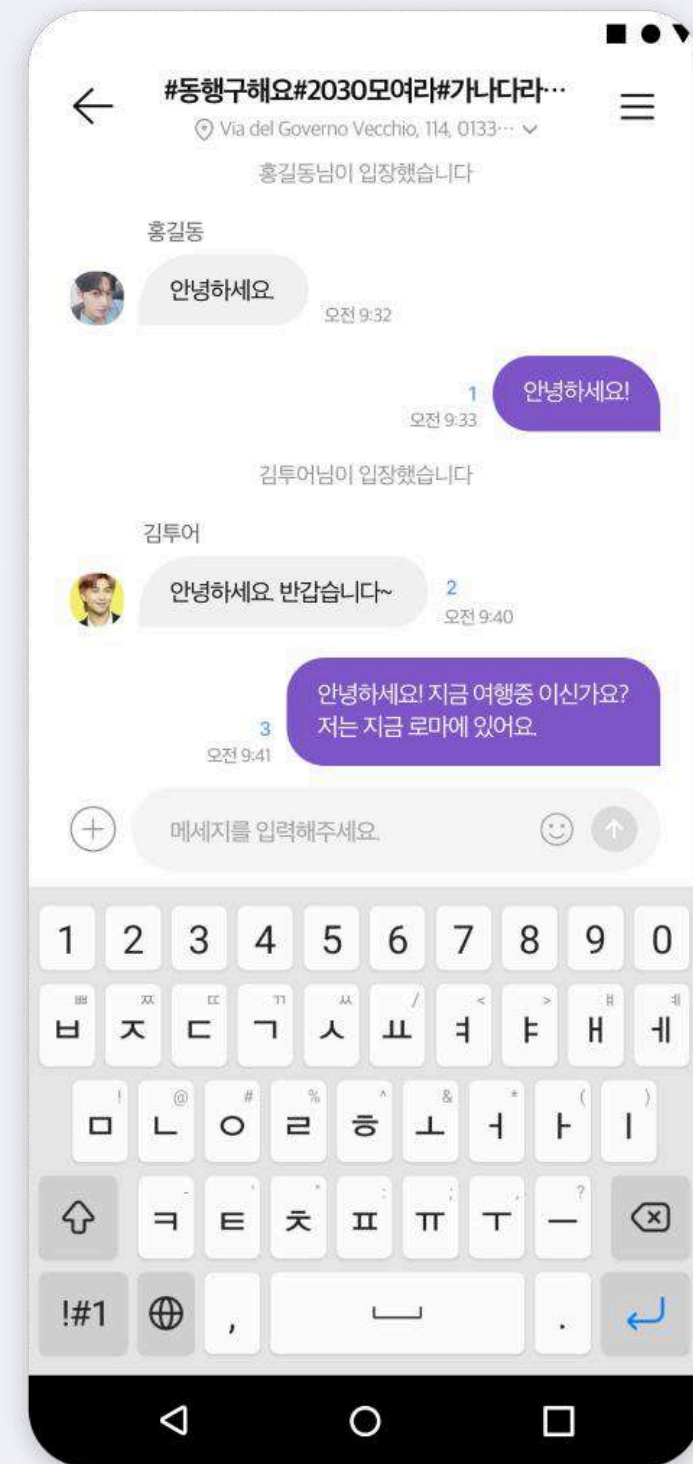 #동행구해요#2030모여라#가나다라…
Via del Governo Vecchio, 114, 0133…
홍길동님이 입장했습니다
홍길동
안녕하세요.
오전 9:32
안녕하세요!
1
오전 9:33
김투어님이 입장했습니다
김투어
안녕하세요. 반갑습니다~
2
오전 9:40
안녕하세요! 지금 여행중 이신가요?
저는 지금 로마에 있어요.
3
오전 9:41
메세지를 입력해주세요.
1 2 3 4 5 6 7 8 9 0
ㅃ ㅉ ㄸ ㄲ ㅆ / < > ㅒ ㅖ
ㅂ ㅈ ㄷ ㄱ ㅅ ㅛ ㅕ ㅑ ㅐ ㅔ
! @ # % ^ & * ( )
ㅁ ㄴ ㅇ ㄹ ㅎ ㅗ ㅓ ㅏ ㅣ
- ' " : ; , ?
ㅋ ㅌ ㅊ ㅍ ㅠ ㅜ ㅡ
!#1 , .